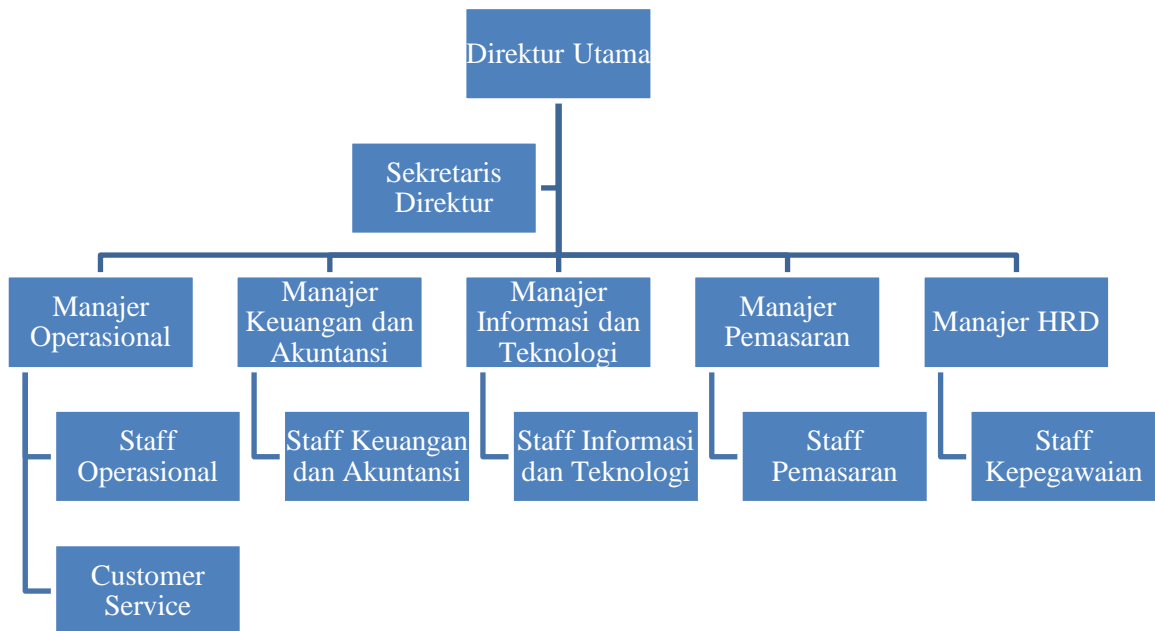 Direktur Utama
Sekretaris
Direktur
Manajer
Operasional
Manajer
Keuangan dan
Akuntansi
Manajer
Informasi dan
Teknologi
Manajer
Pemasaran
Manajer HRD
Staff
Operasional
Staff Keuangan
dan Akuntansi
Staff Informasi
dan Teknologi
Staff
Pemasaran
Staff
Kepegawaian
Customer
Service